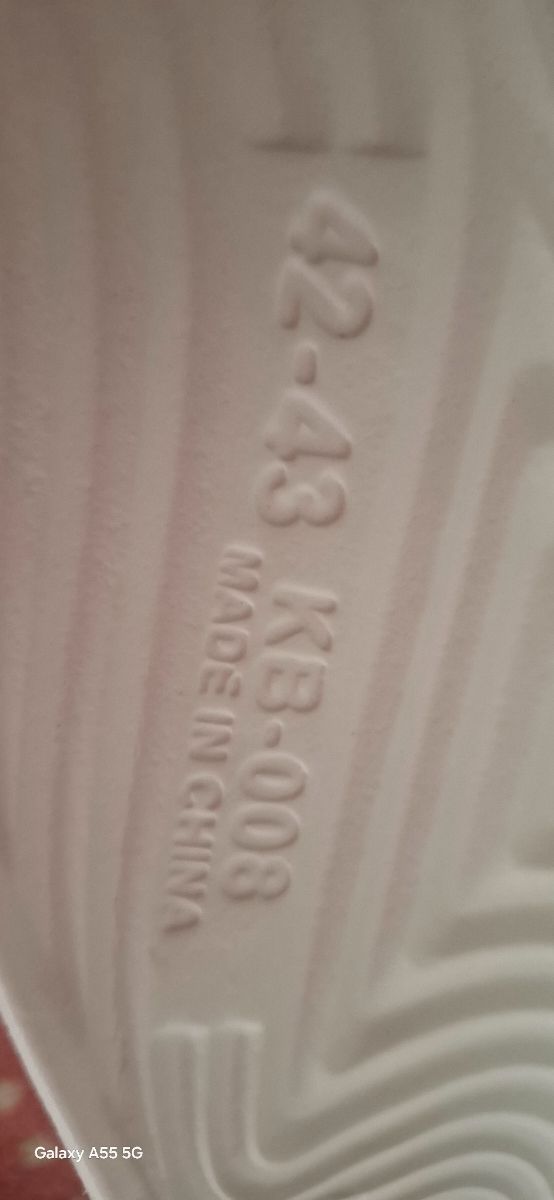 42-43 KB-008
MADE IN CHINA
Galaxy A55 5G